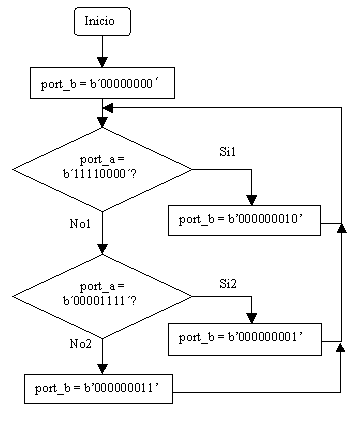 Inicio
port_b = b´00000000´
port_a =
b´11110000´?
Si1
port_b = b’000000010’
No1
port_a =
b´00001111´?
Si2
port_b = b’000000001’
No2
port_b = b’000000011’